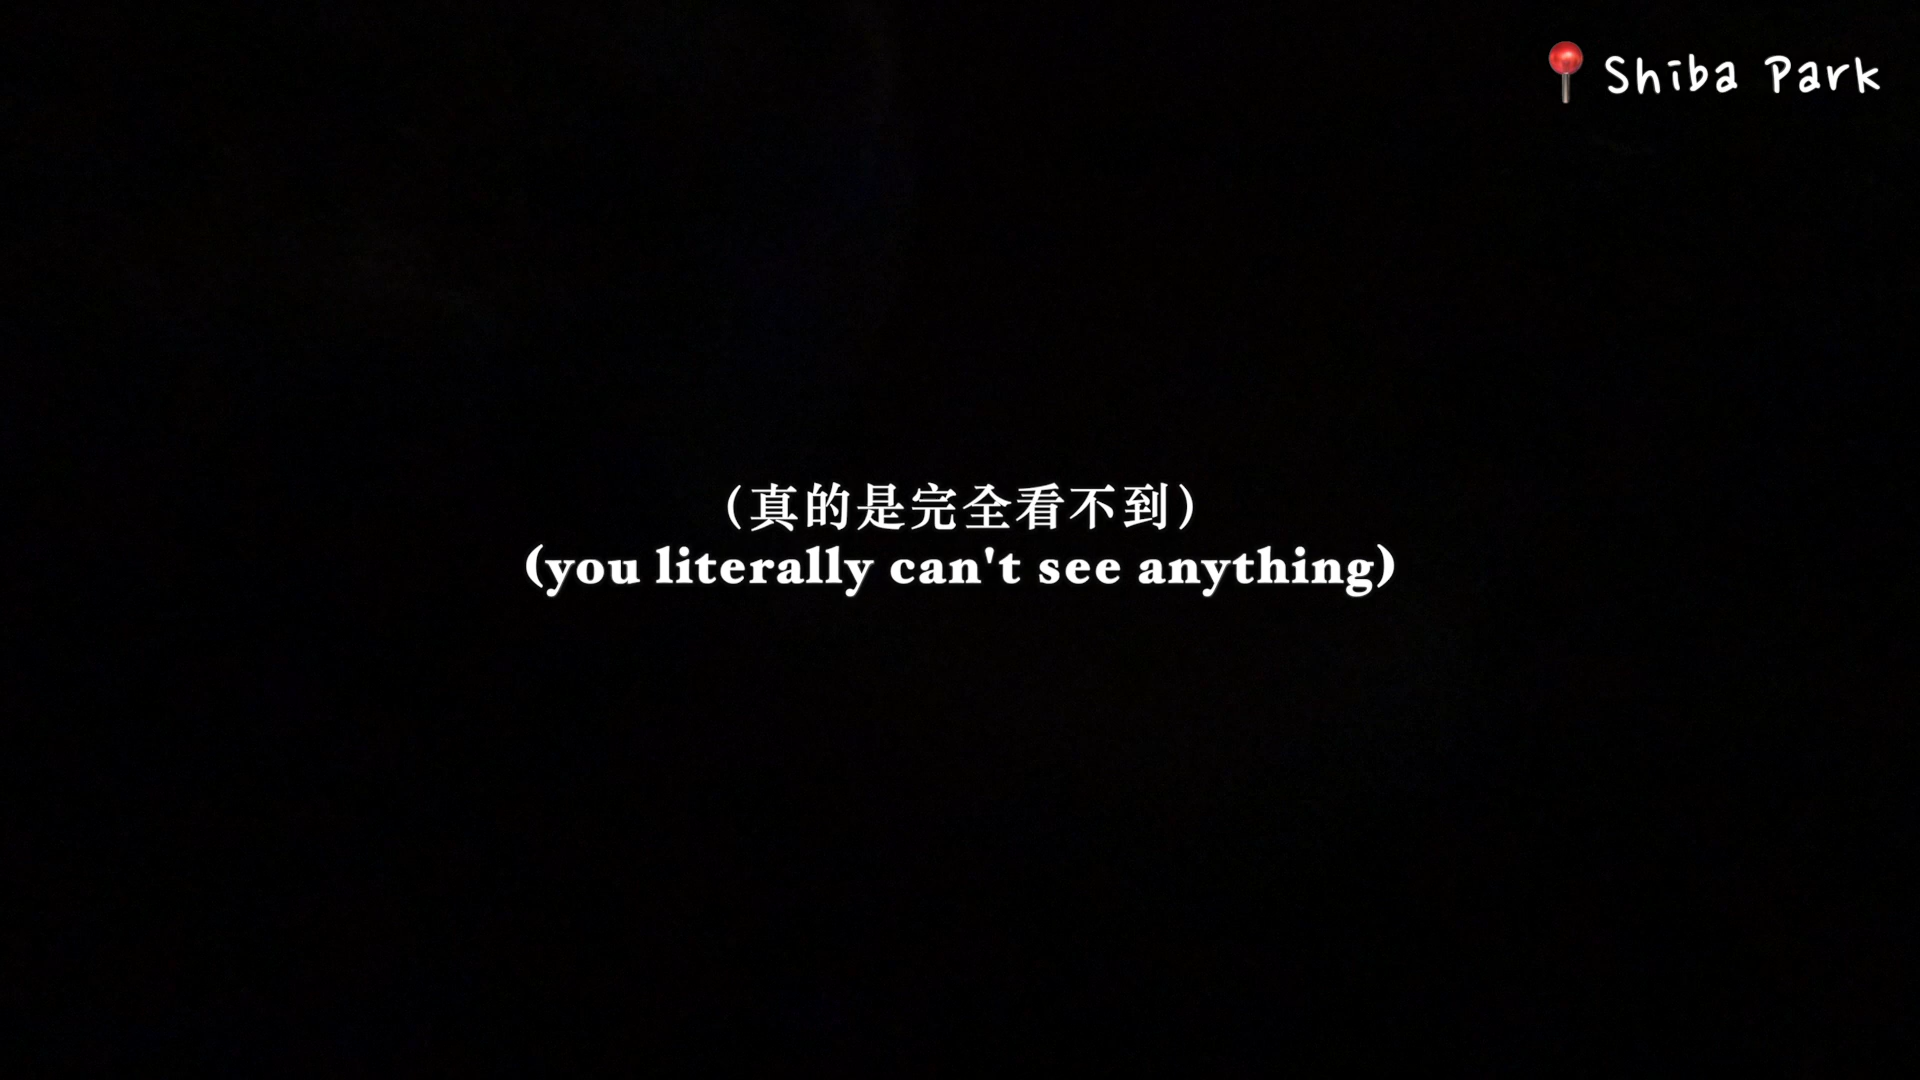 Shiba Park
（真的是完全看不到）
(you literally can't see anything)